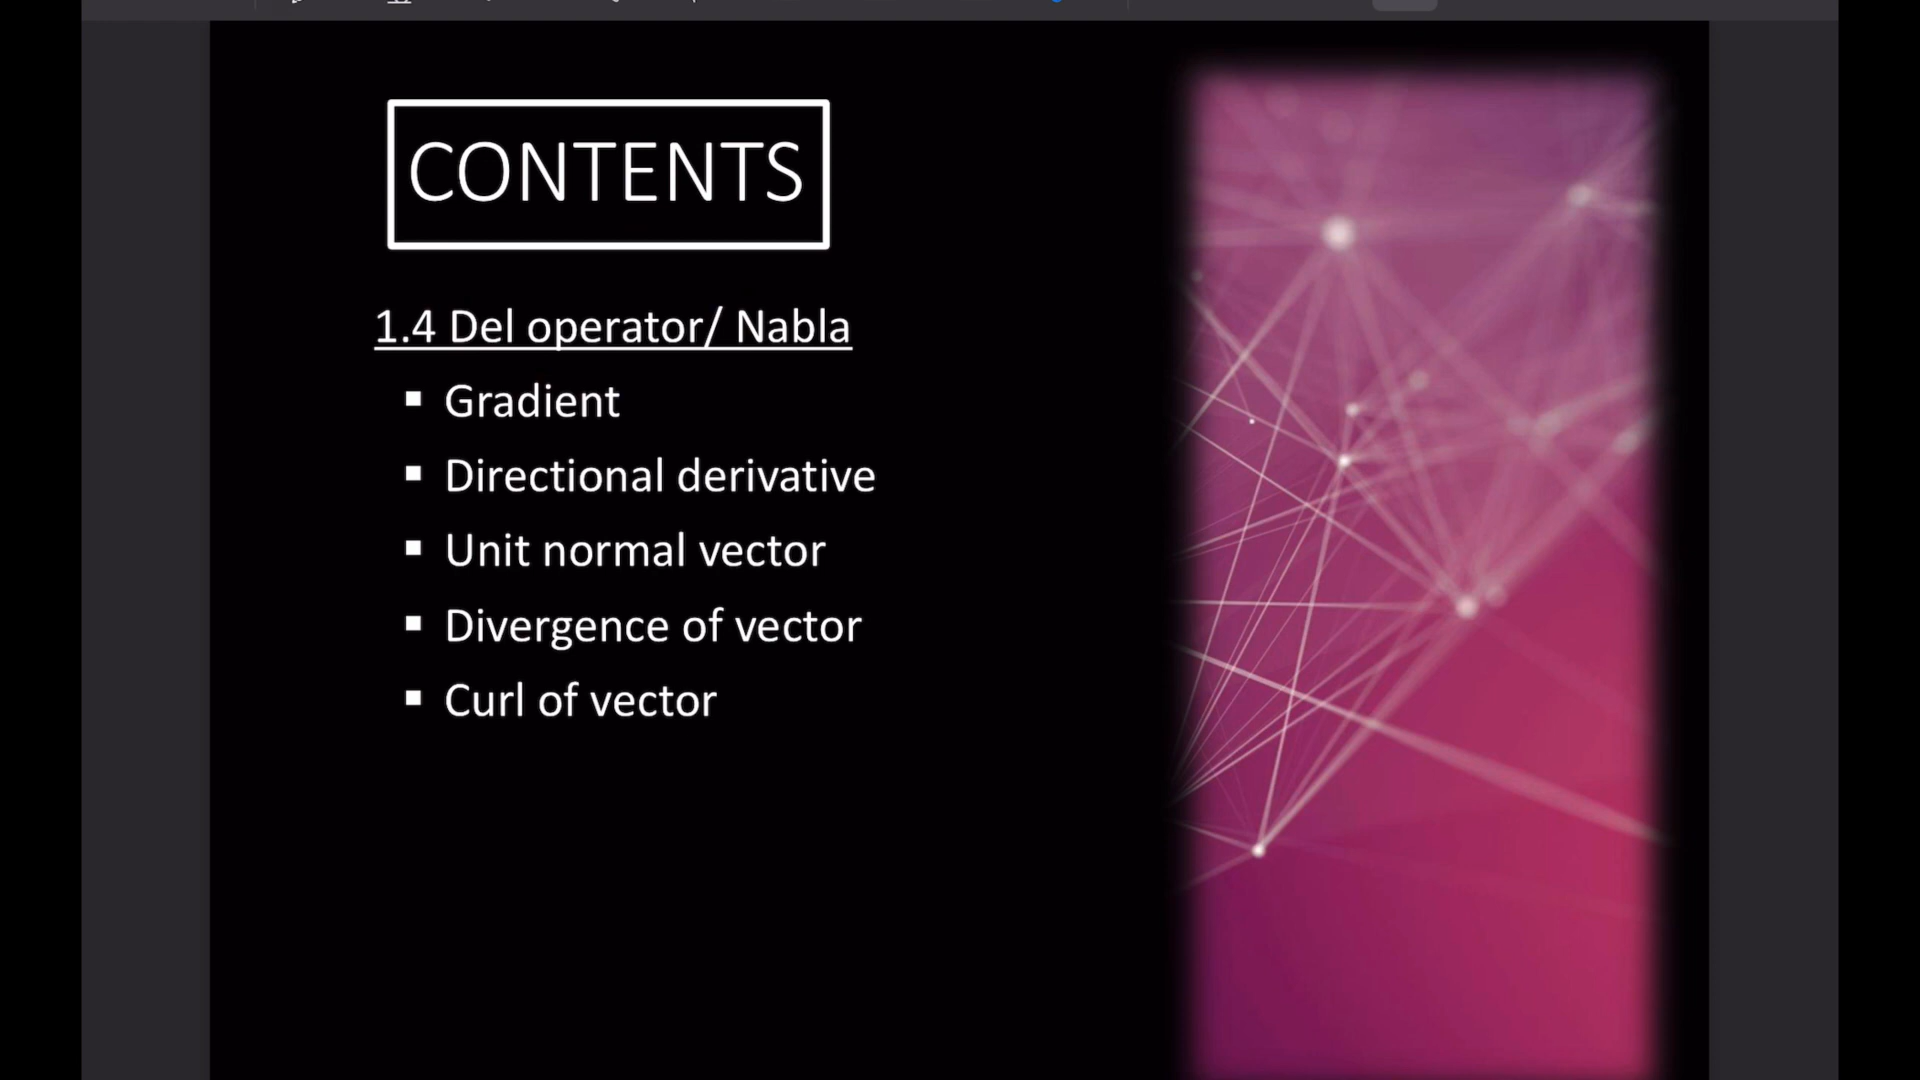 CONTENTS
1.4 Del operator/ Nabla
▪ Gradient
▪ Directional derivative
▪ Unit normal vector
▪ Divergence of vector
▪ Curl of vector